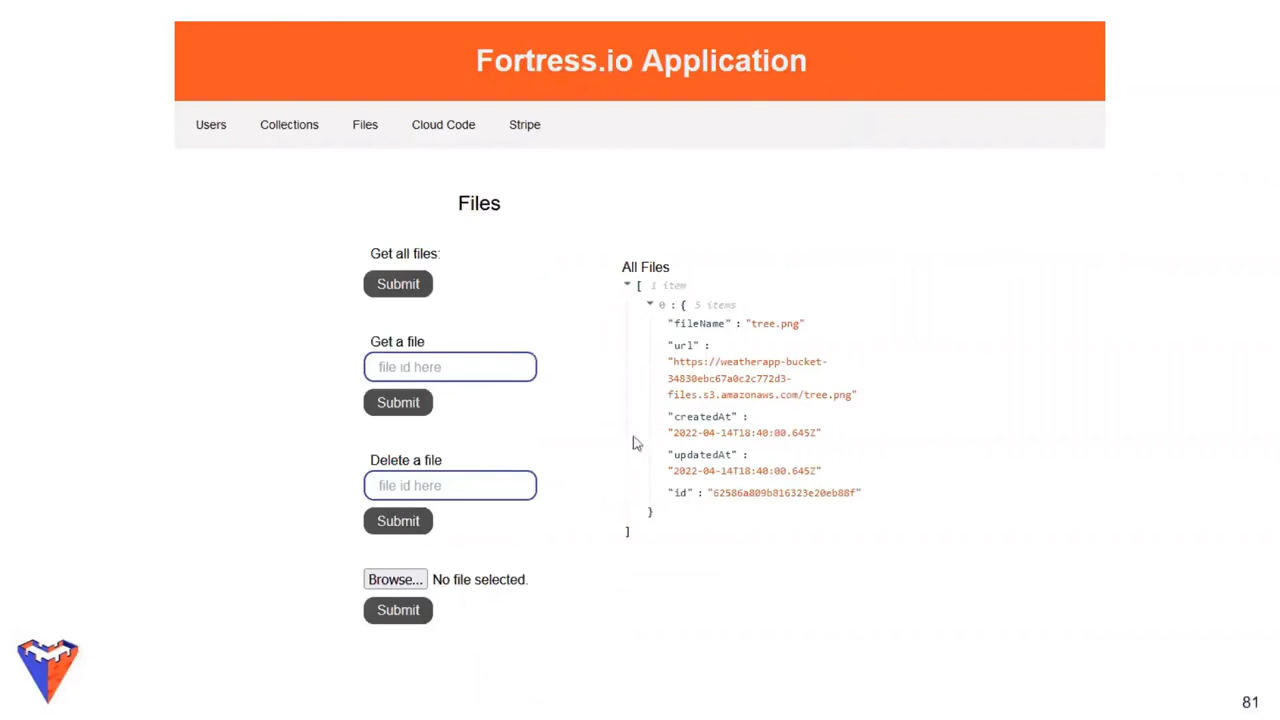 Fortress.io Application
Users Collections Files Cloud Code Stripe
Files
Get all files:
Submit
Get a file
file id here
Submit
Delete a file
file id here
Submit
Browse... No file selected.
Submit
All Files
[ 1 item
0 : { 5 items
"fileName" : "tree.png"
"url" :
"https://weatherapp-bucket-
34830ebc67a0c2c772d3-
files.s3.amazonaws.com/tree.png"
"createdAt" :
"2022-04-14T18:40:00.645Z"
"updatedAt" :
"2022-04-14T18:40:00.645Z"
"id" : "62586a809b816323e20eb88f"
}
]
81